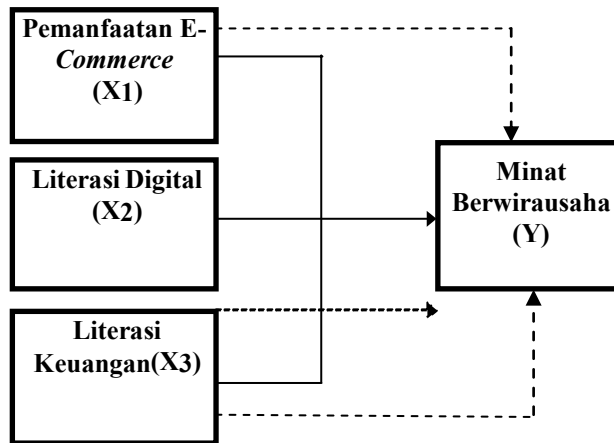 Pemanfaatan E-
Commerce
(X1)
Literasi Digital
(X2)
Literasi
Keuangan(X3)
Minat
Berwirausaha
(Y)